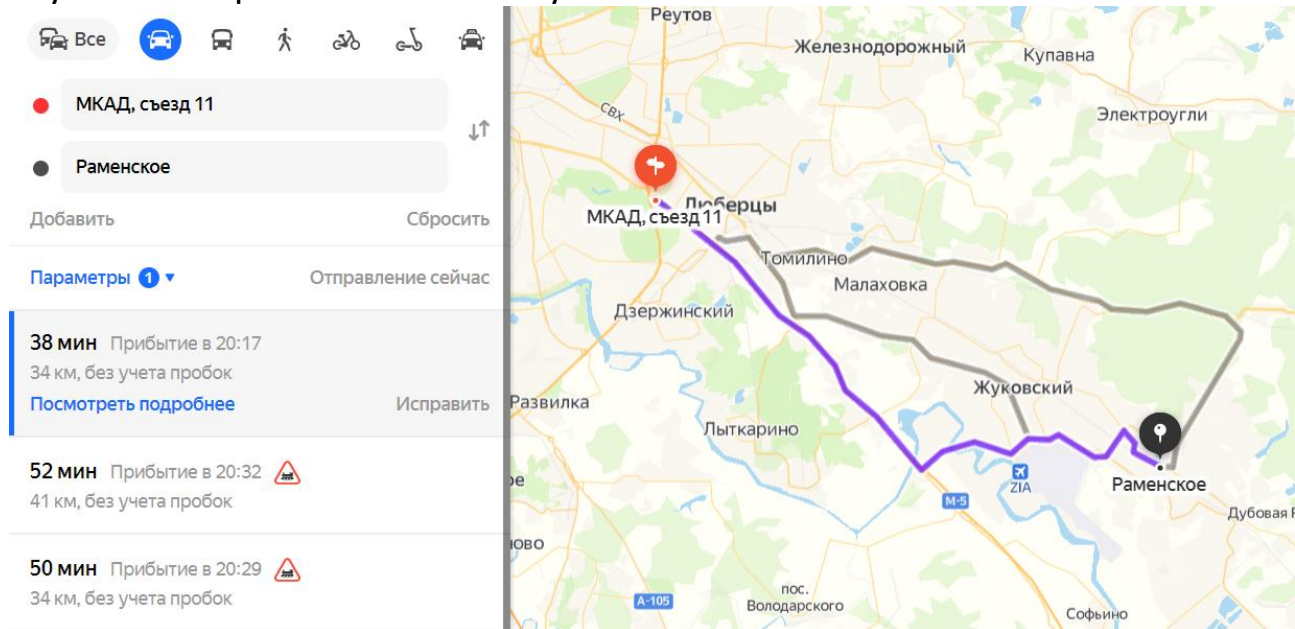 Все
МКАД, съезд 11
Раменское
Добавить
Сбросить
Параметры 1
Отправление сейчас
38 мин Прибытие в 20:17
34 км, без учета пробок
Посмотреть подробнее
Исправить
52 мин Прибытие в 20:32
41 км, без учета пробок
50 мин Прибытие в 20:29
34 км, без учета пробок
Реутов
Железнодорожный
Купавна
СВХ
Электроугли
Люберцы
МКАД, съезд 11
Томилино
Малаховка
Дзержинский
Жуковский
Развилка
Лыткарино
ZIA
Раменское
М-5
Дубовая
А-105
пос.
Володарского
Софьино